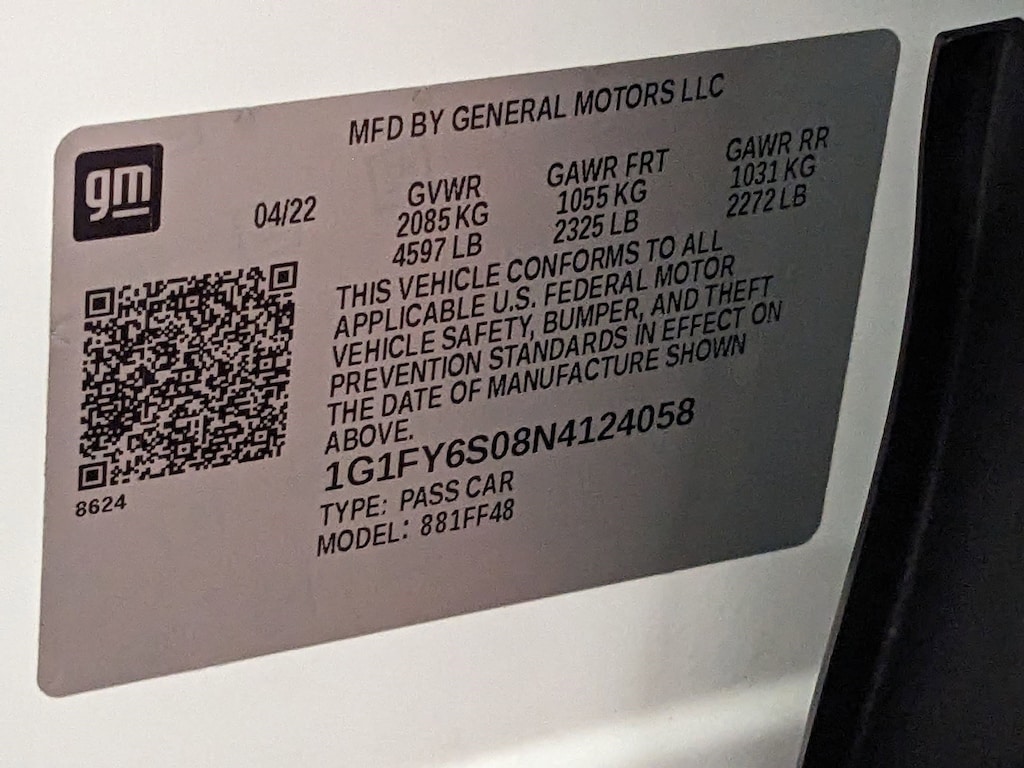 MFD BY GENERAL MOTORS LLC
gm
04/22
GVWR
2085 KG
4597 LB
GAWR FRT
1055 KG
2325 LB
GAWR RR
1031 KG
2272 LB
THIS VEHICLE CONFORMS TO ALL
APPLICABLE U.S. FEDERAL MOTOR
VEHICLE SAFETY, BUMPER, AND THEFT
PREVENTION STANDARDS IN EFFECT ON
THE DATE OF MANUFACTURE SHOWN
ABOVE.
1G1FY6S08N4124058
TYPE: PASS CAR
MODEL: 881FF48
8624